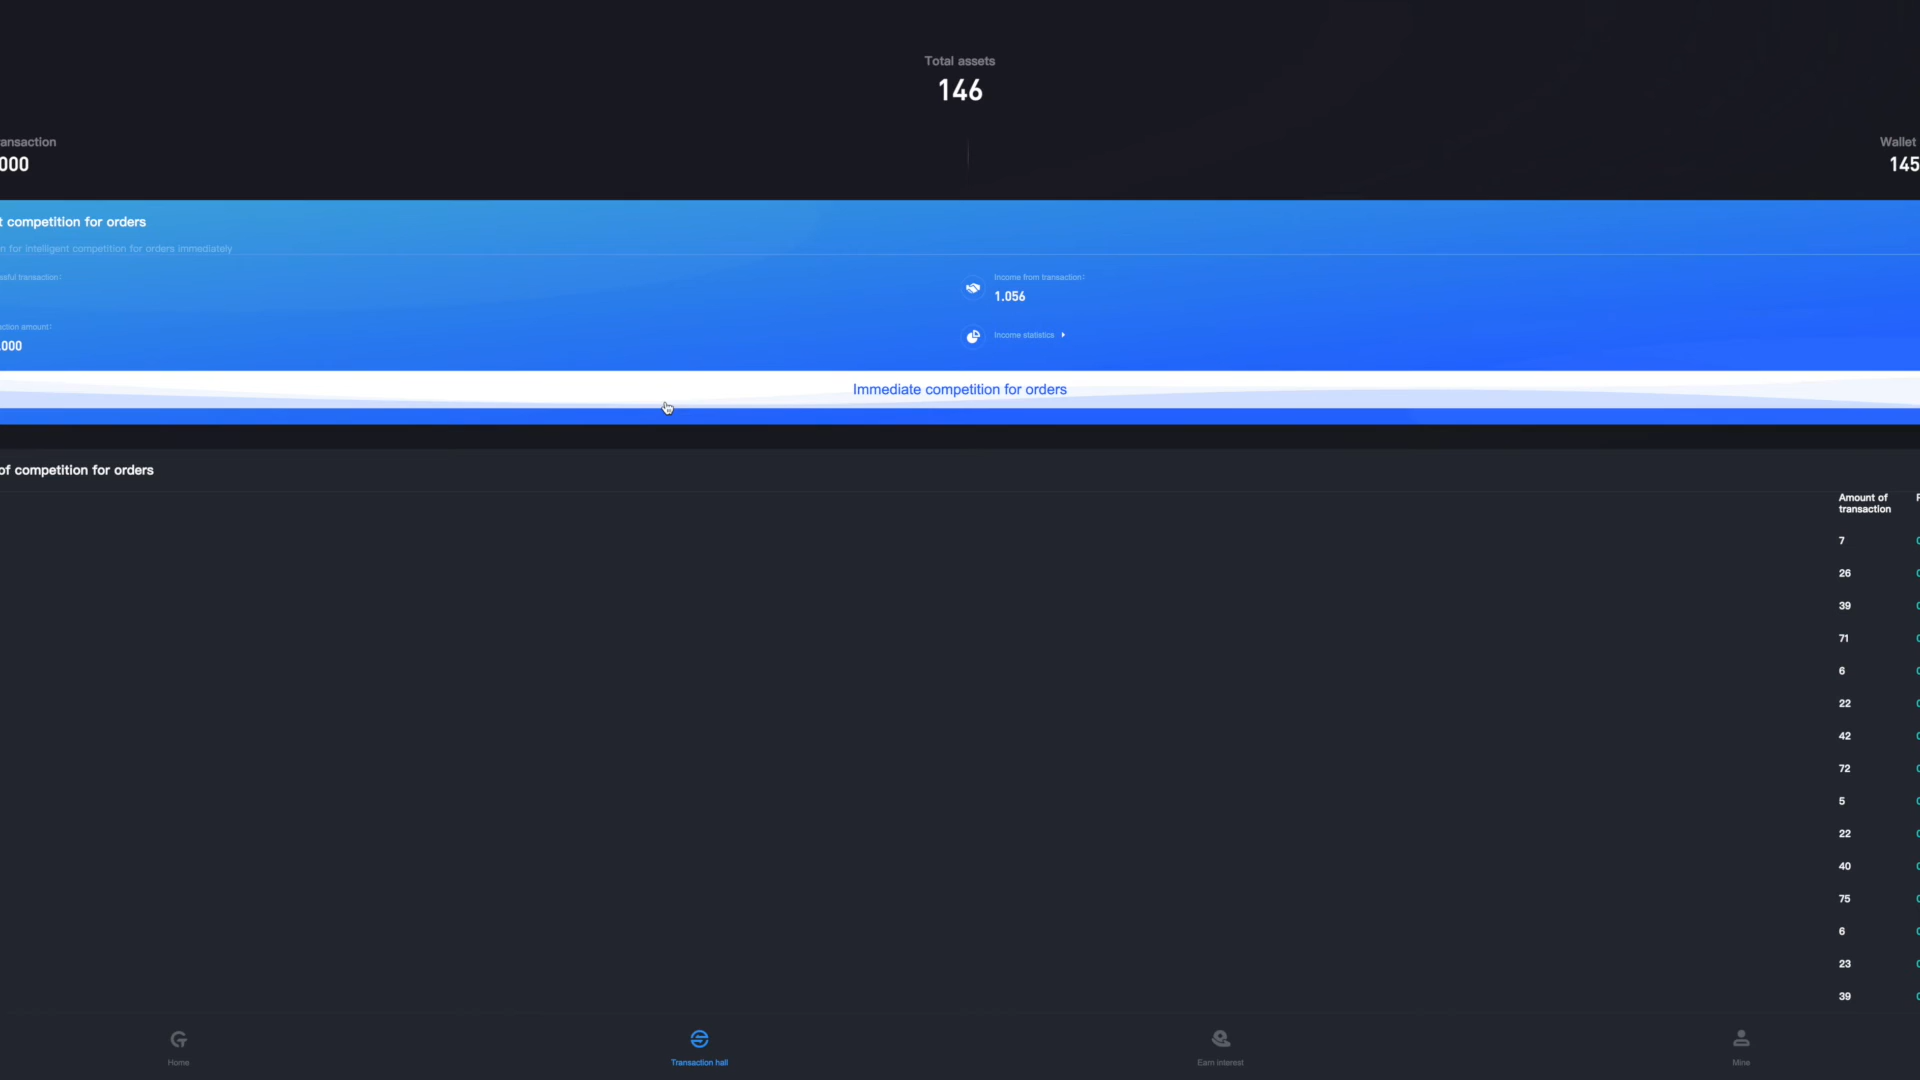 Total assets
146
ansaction
000
Wallet
145
t competition for orders
n for intelligent competition for orders immediately
sful transaction:
Income from transaction:
1.056
ction amount:
.000
Income statistics
Immediate competition for orders
of competition for orders
Amount of
transaction
7
26
39
71
6
22
42
72
5
22
40
75
6
23
39
Home
Transaction hall
Earn interest
Mine